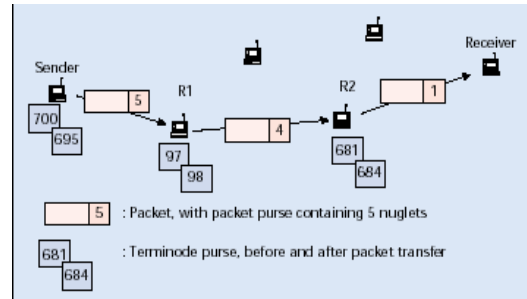 Receiver
Sender
R1
R2
5
1
700
695
4
97
98
681
684
5 : Packet, with packet purse containing 5 nuglets
681
684 : Terminode purse, before and after packet transfer